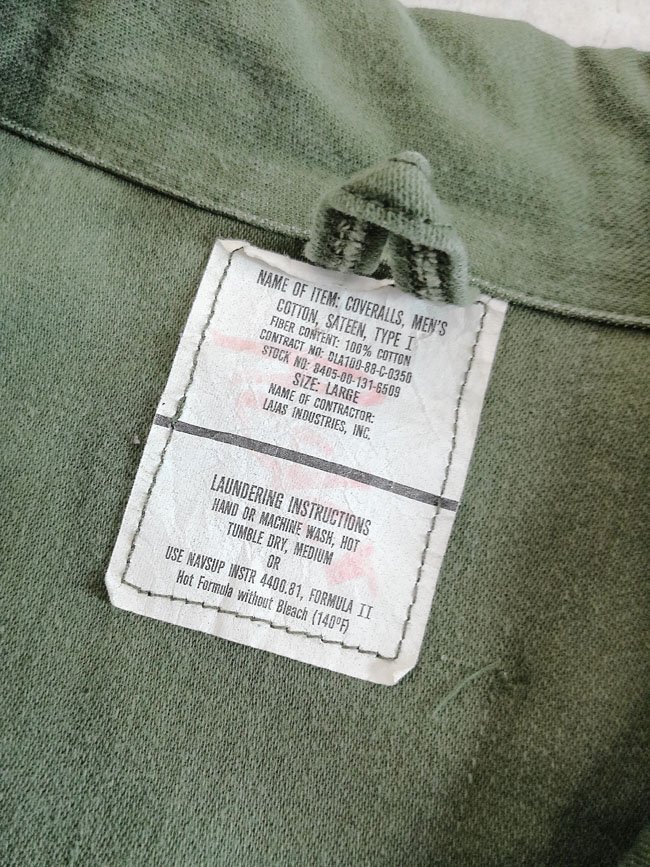 NAME OF ITEM: COVERALLS, MEN'S
COTTON, SATEEN, TYPE I
FIBER CONTENT: 100% COTTON
CONTRACT NO: DLA100-88-C-0350
STOCK NO: 8405-00-131-6509
SIZE: LARGE
NAME OF CONTRACTOR:
LAJAS INDUSTRIES, INC.
LAUNDERING INSTRUCTIONS
HAND OR MACHINE WASH, HOT
TUMBLE DRY, MEDIUM
OR
USE NAVSUP INSTR 4400.81, FORMULA II
Hot Formula without Bleach (140ºF)